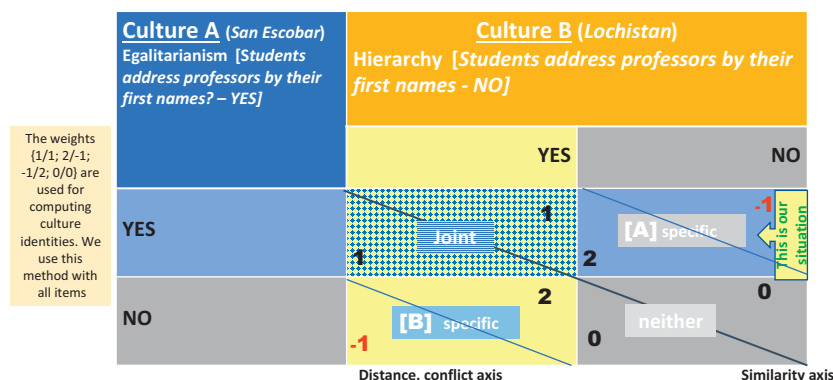 Culture A (San Escobar)
Egalitarianism [Students
address professors by their
first names? – YES]
Culture B (Lochistan)
Hierarchy [Students address professors by their
first names - NO]
The weights
{1/1; 2/-1;
-1/2; 0/0} are
used for
computing
culture
identities. We
use this
method with
all items
YES
NO
YES
1
Joint
1
2
[A] specific
-1
This is our
situation
NO
-1
[B] specific
2
0
neither
0
Distance, conflict axis
Similarity axis